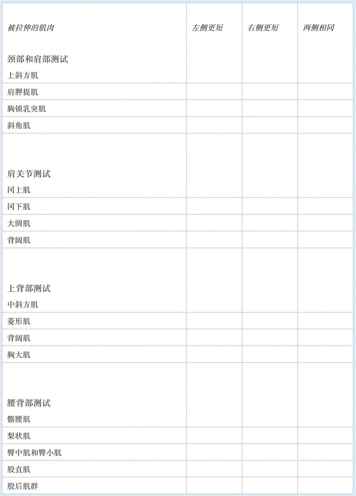 被拉伸的肌肉 左侧更短 右侧更短 两侧相同
颈部和肩部测试
上斜方肌
肩胛提肌
胸锁乳突肌
斜角肌
肩关节测试
冈上肌
冈下肌
大圆肌
背阔肌
上背部测试
中斜方肌
菱形肌
背阔肌
胸大肌
腰背部测试
髂腰肌
梨状肌
臀中肌和臀小肌
股直肌
股后肌群